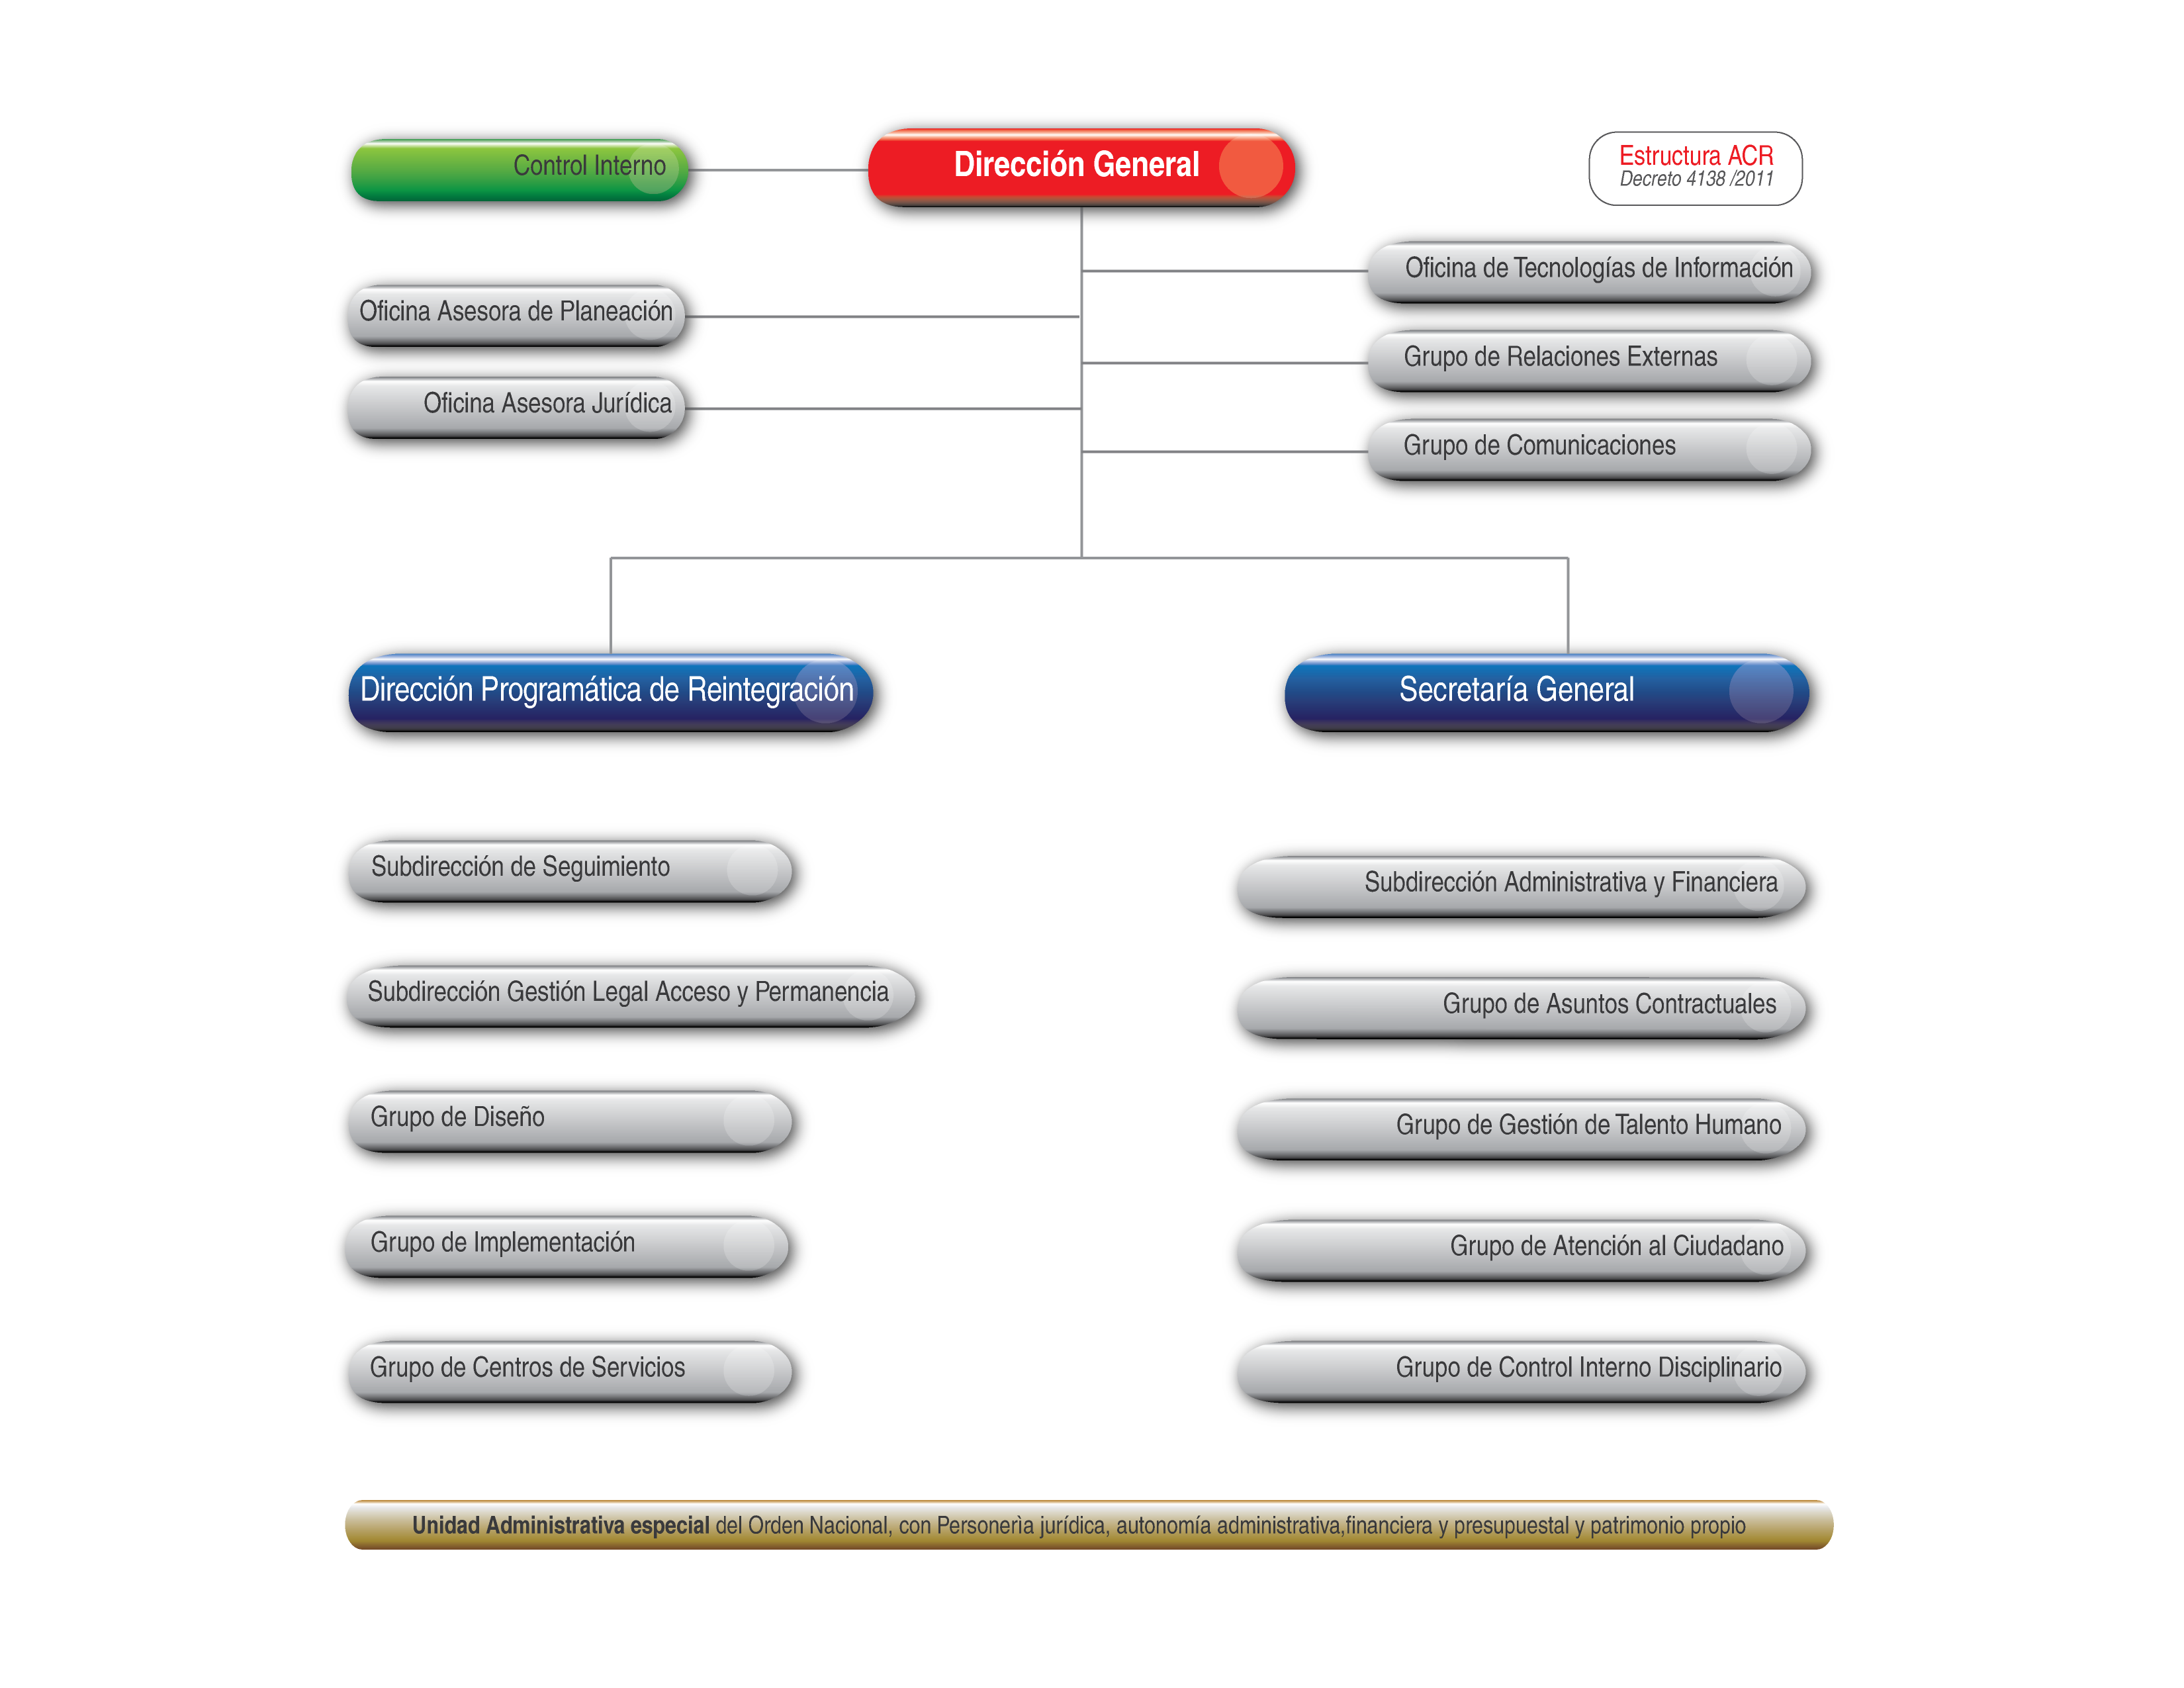 Control Interno
Dirección General
Estructura ACR
Decreto 4138 /2011
Oficina de Tecnologías de Información
Oficina Asesora de Planeación
Grupo de Relaciones Externas
Oficina Asesora Jurídica
Grupo de Comunicaciones
Dirección Programática de Reintegración
Secretaría General
Subdirección de Seguimiento
Subdirección Gestión Legal Acceso y Permanencia
Grupo de Diseño
Grupo de Implementación
Grupo de Centros de Servicios
Subdirección Administrativa y Financiera
Grupo de Asuntos Contractuales
Grupo de Gestión de Talento Humano
Grupo de Atención al Ciudadano
Grupo de Control Interno Disciplinario
Unidad Administrativa especial del Orden Nacional, con Personerìa jurídica, autonomía administrativa,financiera y presupuestal y patrimonio propio